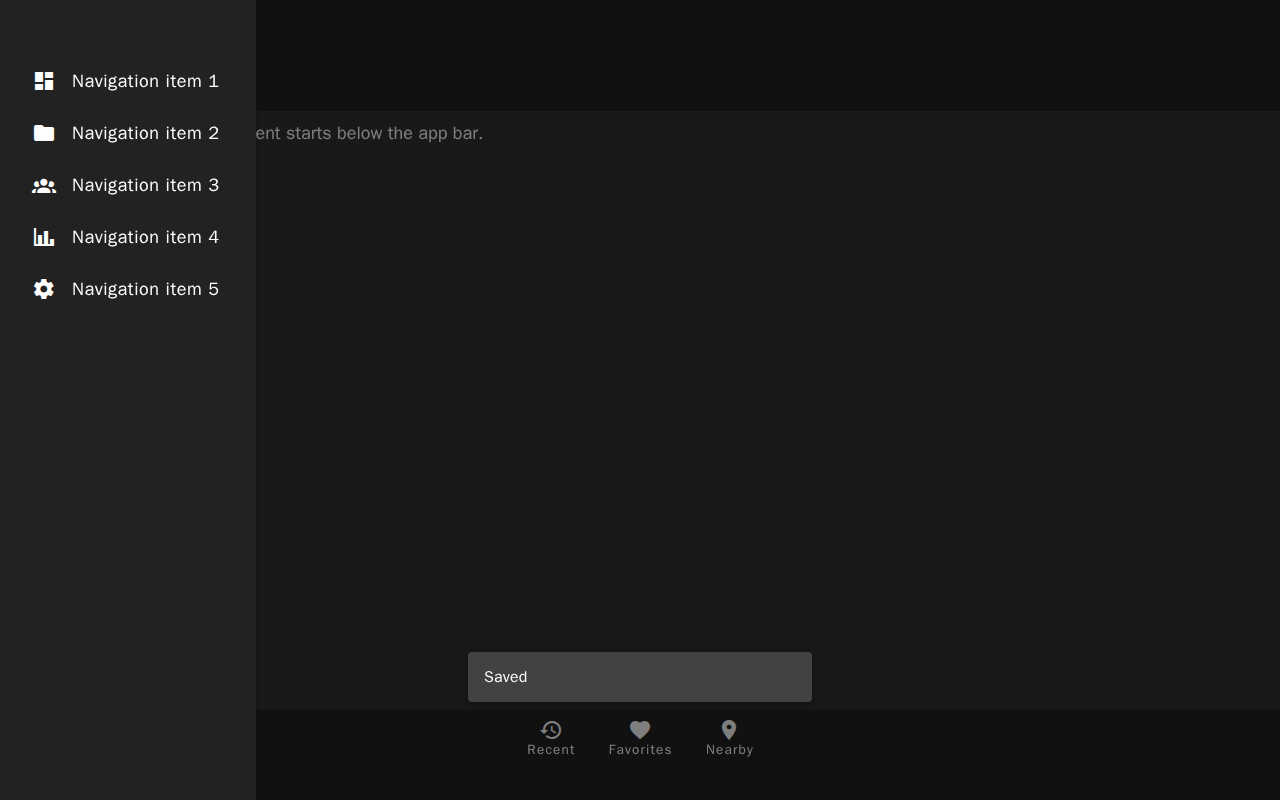 Navigation item 1
Navigation item 2
ent starts below the app bar.
Navigation item 3
Navigation item 4
Navigation item 5
Saved
Recent
Favorites
Nearby